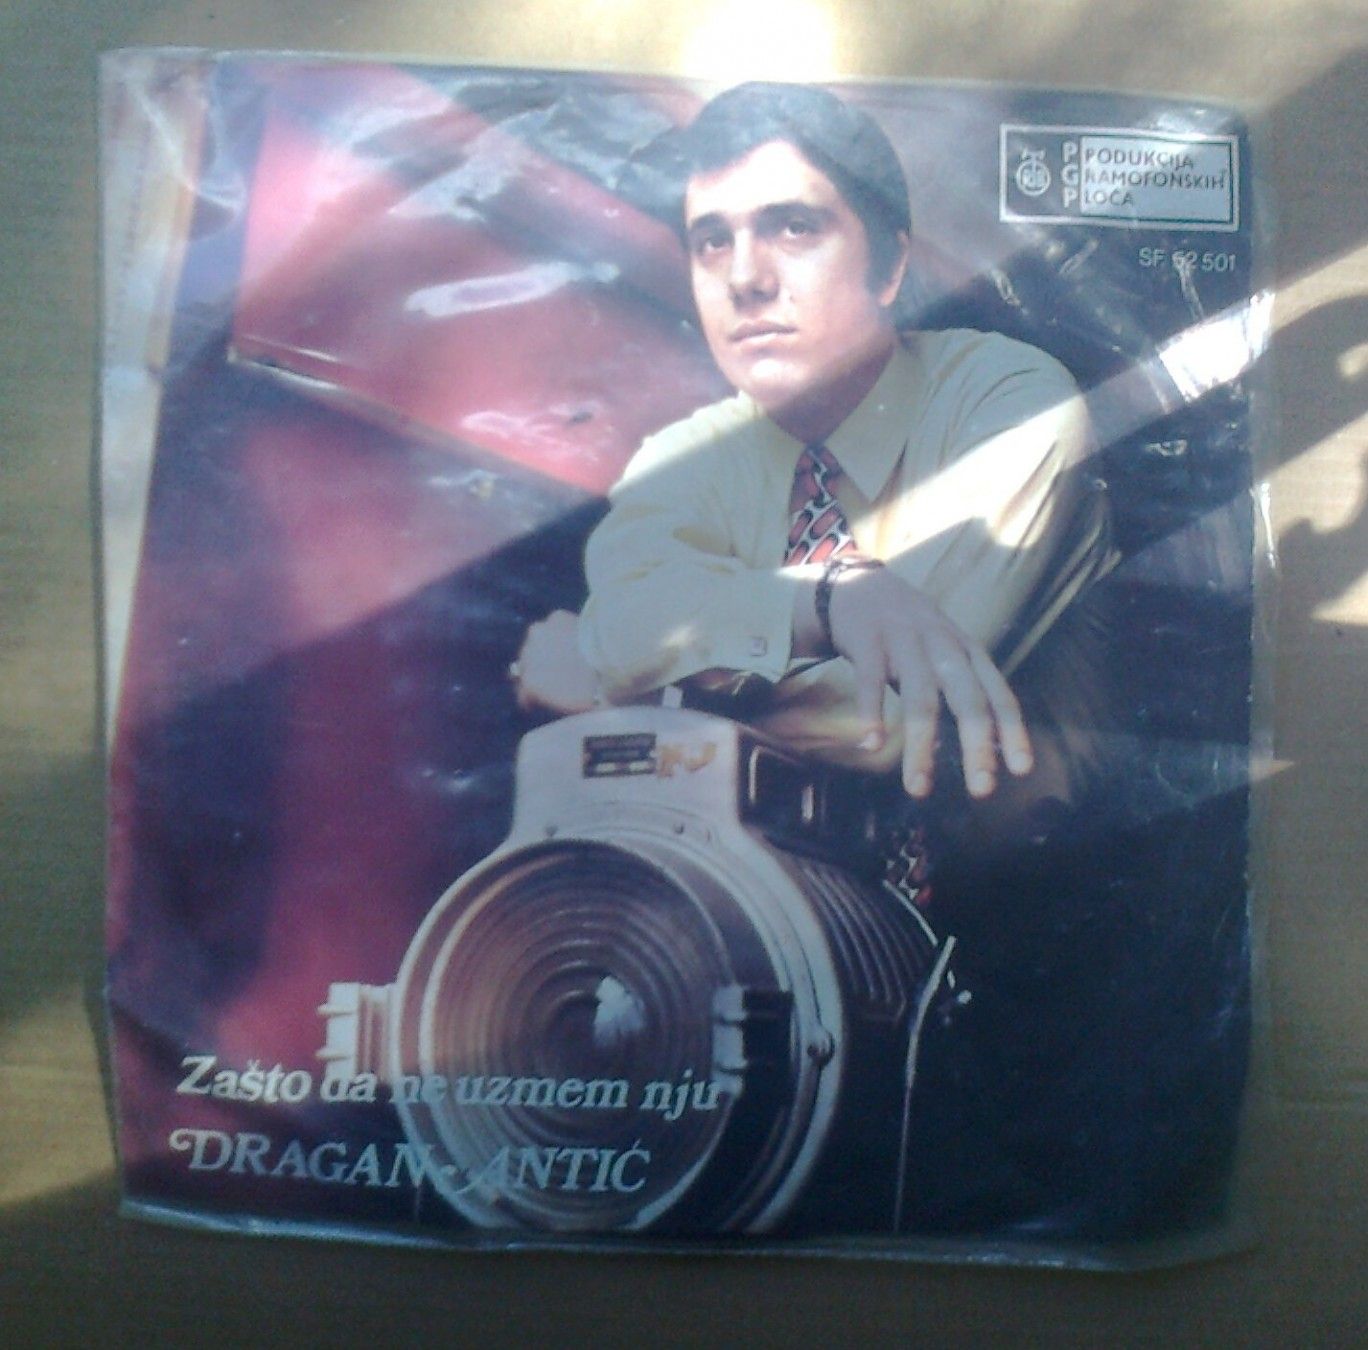 PRODUKCIJA
GRAMOFONSKIH
PLOČA
SF 52 501
Zašto da ne uzmem nju
DRAGAN ANTIĆ